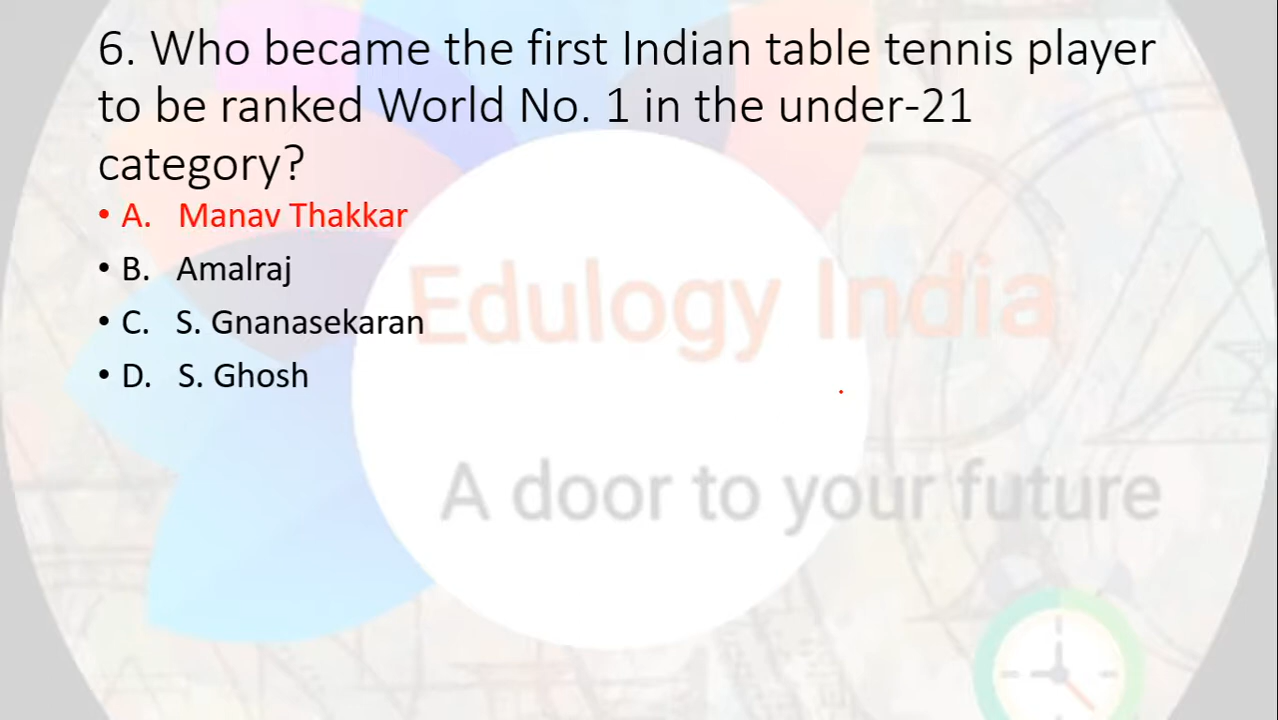 6. Who became the first Indian table tennis player
to be ranked World No. 1 in the under-21
category?
• A. Manav Thakkar
• B. Amalraj
• C. S. Gnanasekaran
• D. S. Ghosh
Edulogy India
A door to your future